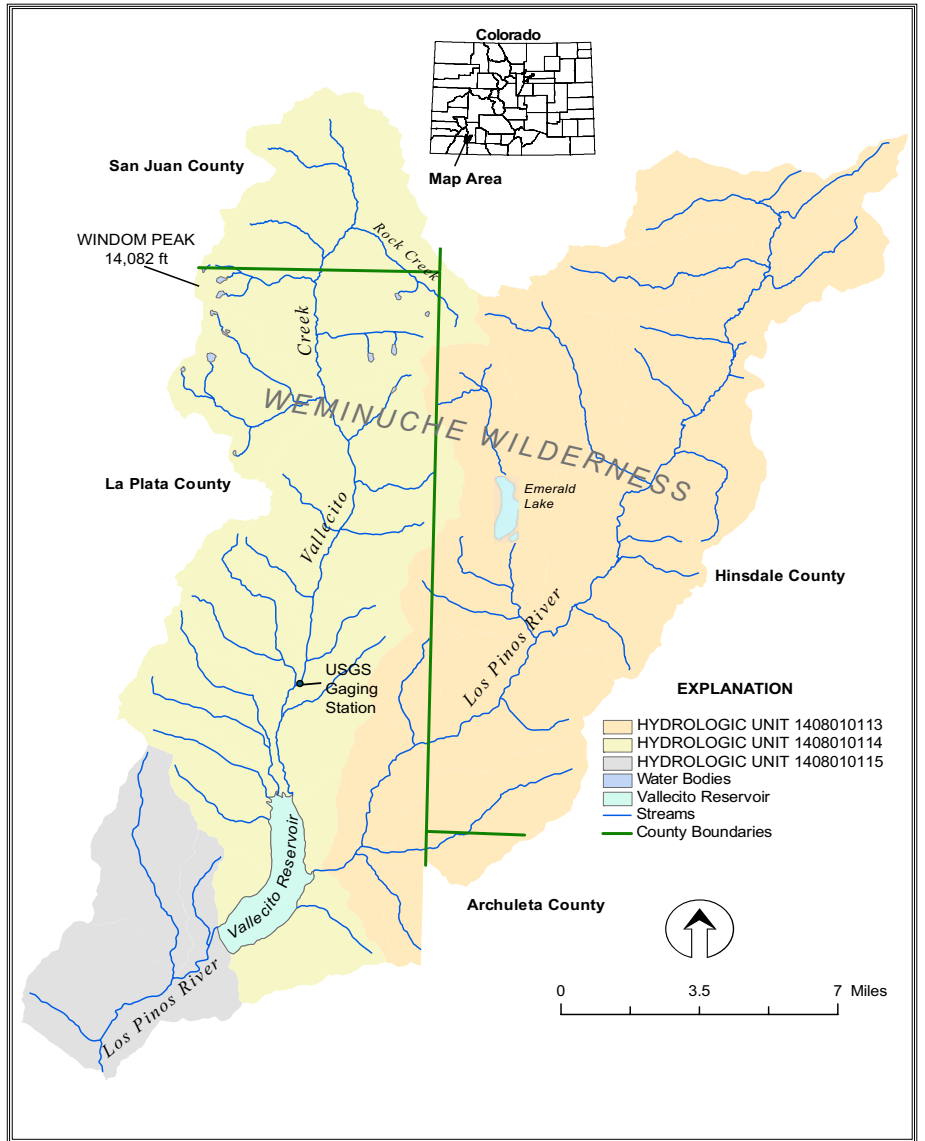 Colorado
Map Area
San Juan County
WINDOM PEAK
14,082 ft
Rock Creek
Creek
WEMINUCHE WILDERNESS
La Plata County
Emerald
Lake
Vallecito
Hinsdale County
Los Pinos River
USGS
Gaging
Station
EXPLANATION
HYDROLOGIC UNIT 1408010113
HYDROLOGIC UNIT 1408010114
HYDROLOGIC UNIT 1408010115
Water Bodies
Vallecito Reservoir
Streams
County Boundaries
Vallecito Reservoir
Archuleta County
Los Pinos River
0 3.5 7 Miles